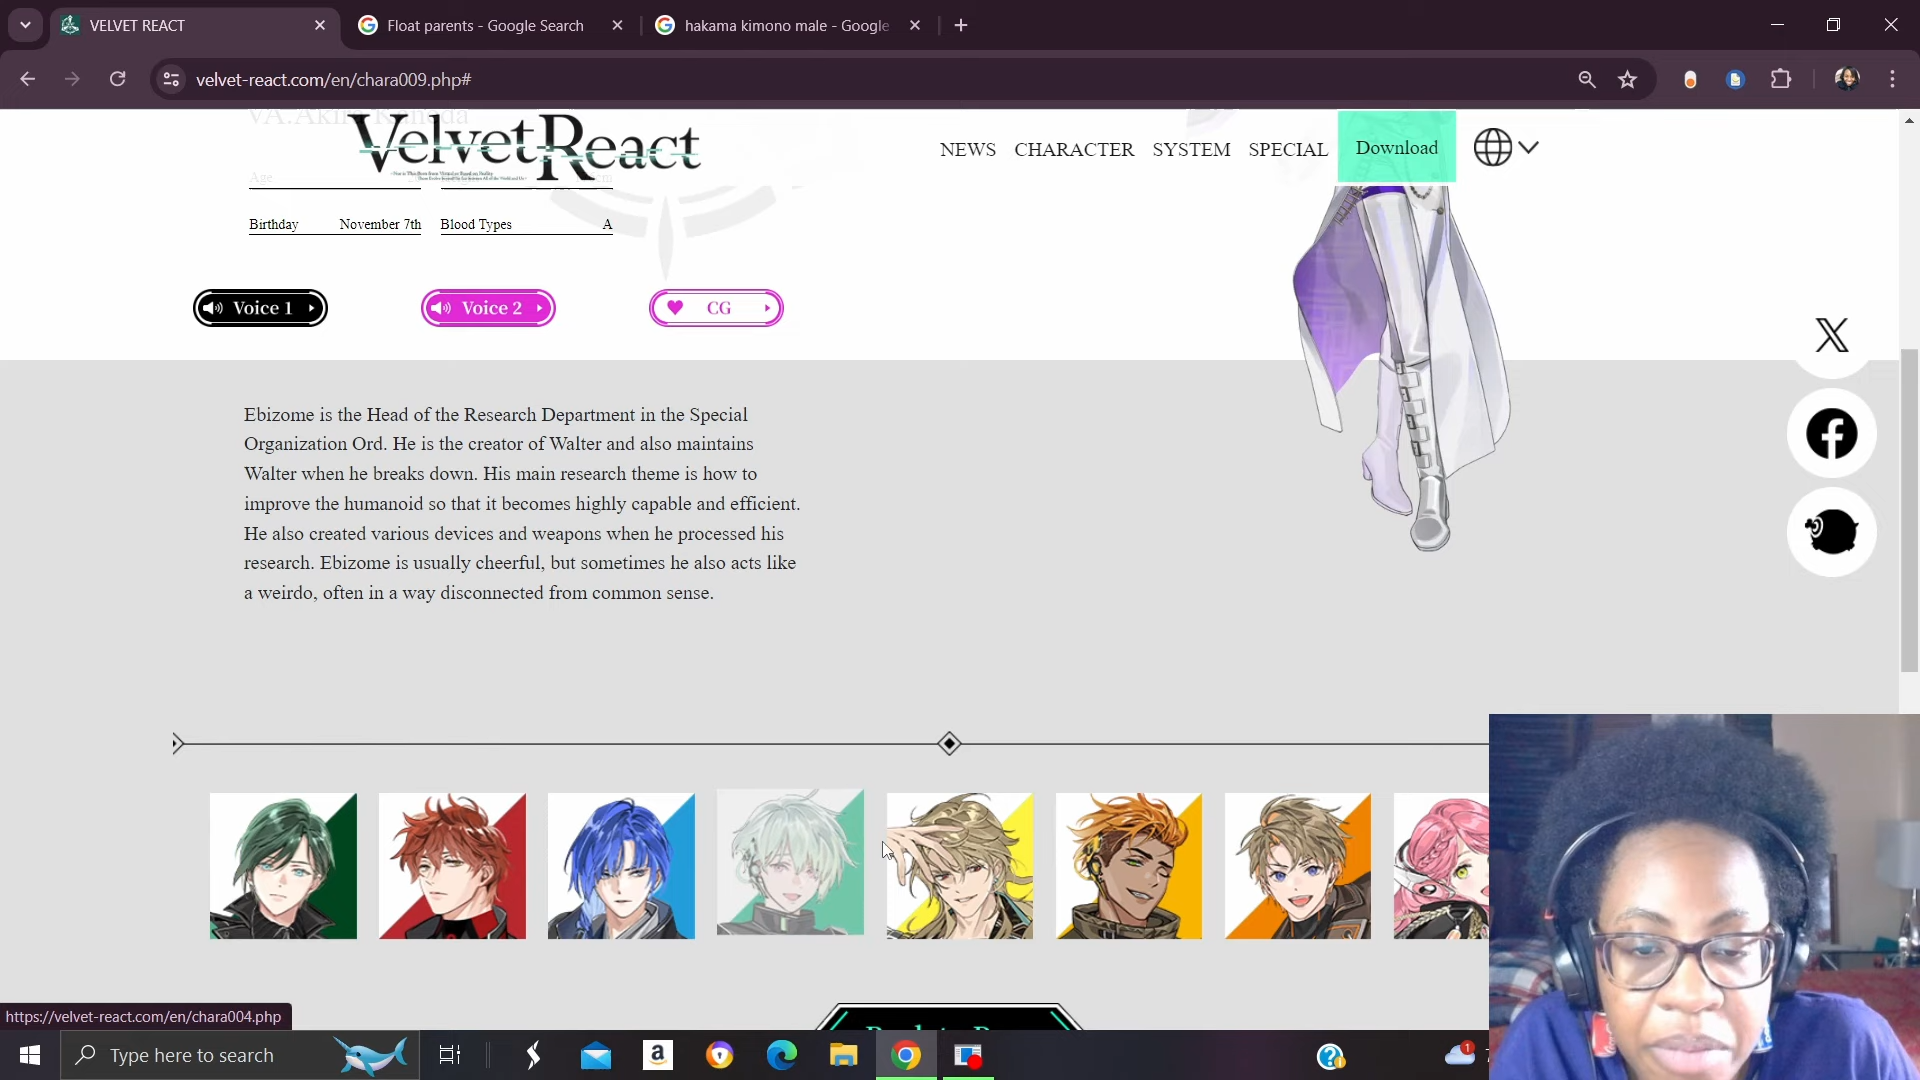 VELVET REACT
Float parents - Google Search
hakama kimono male - Google
velvet-react.com/en/chara009.php#
VA.Akira
VelvetReact
NEWS
CHARACTER
SYSTEM
SPECIAL
Download
Age
Birthday November 7th
Blood Types A
Voice 1
Voice 2
CG
Ebizome is the Head of the Research Department in the Special
Organization Ord. He is the creator of Walter and also maintains
Walter when he breaks down. His main research theme is how to
improve the humanoid so that it becomes highly capable and efficient.
He also created various devices and weapons when he processed his
research. Ebizome is usually cheerful, but sometimes he also acts like
a weirdo, often in a way disconnected from common sense.
https://velvet-react.com/en/chara004.php
Type here to search
1